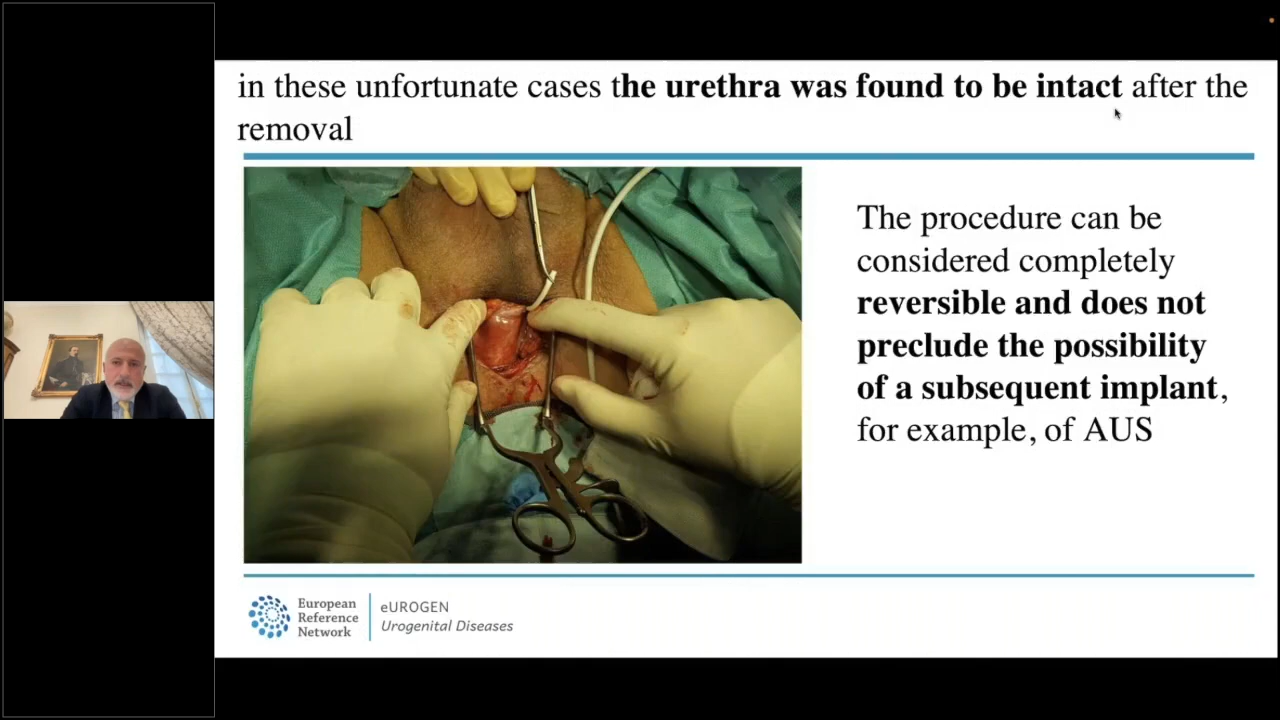 in these unfortunate cases the urethra was found to be intact after the
removal
The procedure can be
considered completely
reversible and does not
preclude the possibility
of a subsequent implant,
for example, of AUS
European
Reference
Network
eUROGEN
Urogenital Diseases